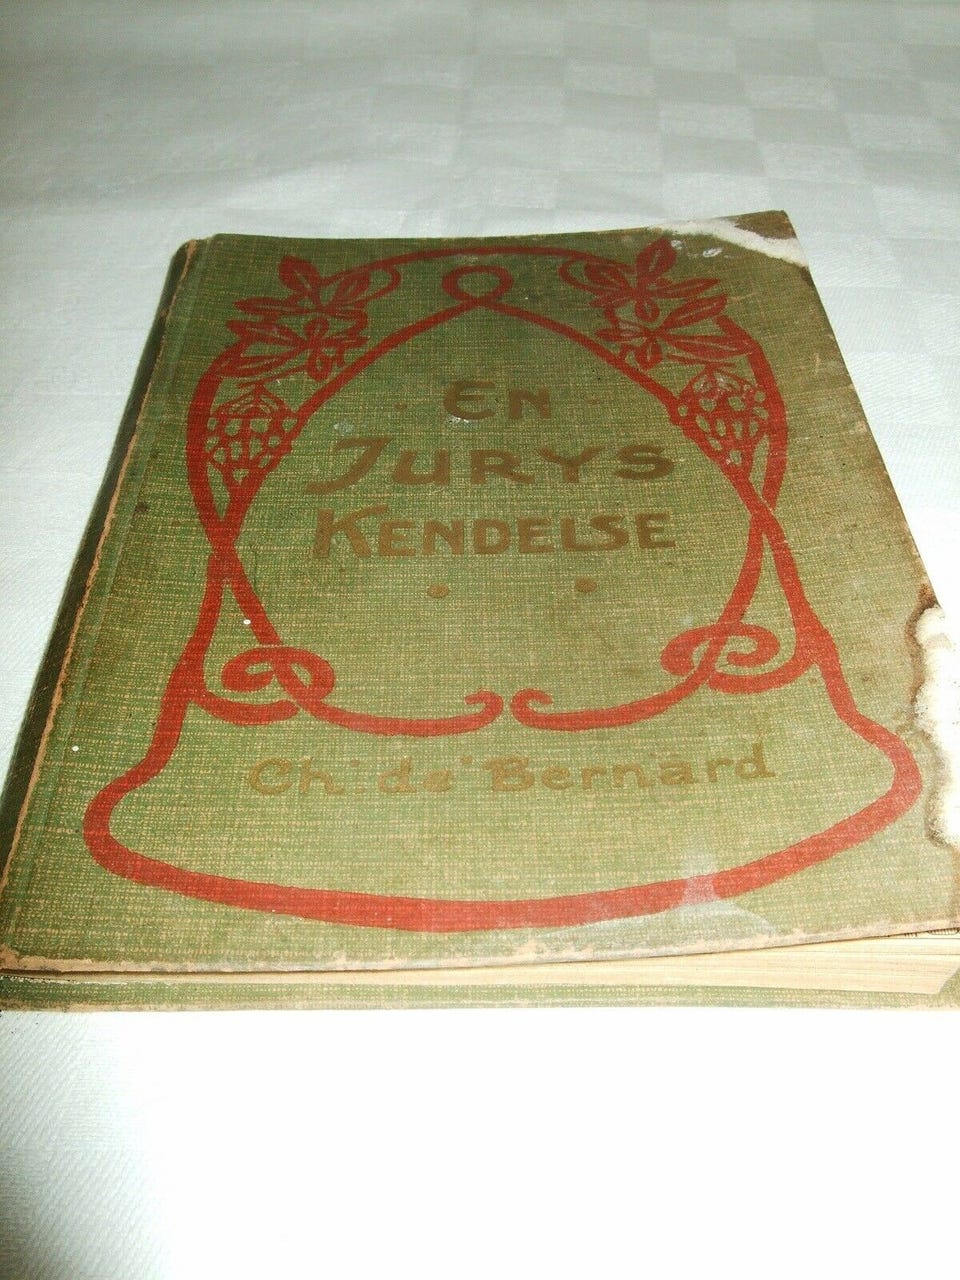 En
Jurys
Kendelse
Ch. de Bernard